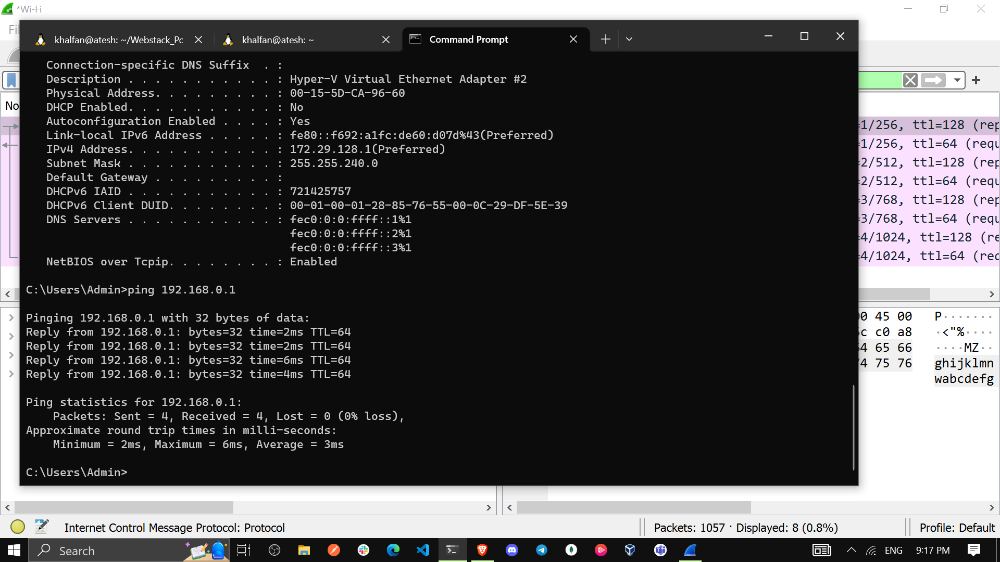 *Wi-Fi
Fil
khalfan@atesh: ~/Webstack_Pc
khalfan@atesh: ~
Command Prompt
Connection-specific DNS Suffix  . :
Description . . . . . . . . . . . : Hyper-V Virtual Ethernet Adapter #2
Physical Address. . . . . . . . . : 00-15-5D-CA-96-60
DHCP Enabled. . . . . . . . . . . : No
Autoconfiguration Enabled . . . . : Yes
Link-local IPv6 Address . . . . . : fe80::f692:a1fc:de60:d07d%43(Preferred)
IPv4 Address. . . . . . . . . . . : 172.29.128.1(Preferred)
Subnet Mask . . . . . . . . . . . : 255.255.240.0
Default Gateway . . . . . . . . . :
DHCPv6 IAID . . . . . . . . . . . : 721425757
DHCPv6 Client DUID. . . . . . . . : 00-01-00-01-28-85-76-55-00-0C-29-DF-5E-39
DNS Servers . . . . . . . . . . . : fec0:0:0:ffff::1%1
fec0:0:0:ffff::2%1
fec0:0:0:ffff::3%1
NetBIOS over Tcpip. . . . . . . . : Enabled
C:\Users\Admin>ping 192.168.0.1
Pinging 192.168.0.1 with 32 bytes of data:
Reply from 192.168.0.1: bytes=32 time=2ms TTL=64
Reply from 192.168.0.1: bytes=32 time=2ms TTL=64
Reply from 192.168.0.1: bytes=32 time=6ms TTL=64
Reply from 192.168.0.1: bytes=32 time=4ms TTL=64
Ping statistics for 192.168.0.1:
Packets: Sent = 4, Received = 4, Lost = 0 (0% loss),
Approximate round trip times in milli-seconds:
Minimum = 2ms, Maximum = 6ms, Average = 3ms
C:\Users\Admin>
No
=1/256, ttl=128 (rep
=1/256, ttl=64 (requ
=2/512, ttl=128 (rep
=2/512, ttl=64 (requ
=3/768, ttl=128 (rep
=3/768, ttl=64 (requ
=4/1024, ttl=128 (re
=4/1024, ttl=64 (req
00 45 00 P·······
c c0 a8 ·<"%····
64 65 66 ····MZ··
74 75 76 ghijklmn
wabcdefg
Internet Control Message Protocol: Protocol
Packets: 1057 · Displayed: 8 (0.8%)
Profile: Default
Search
ENG
9:17 PM